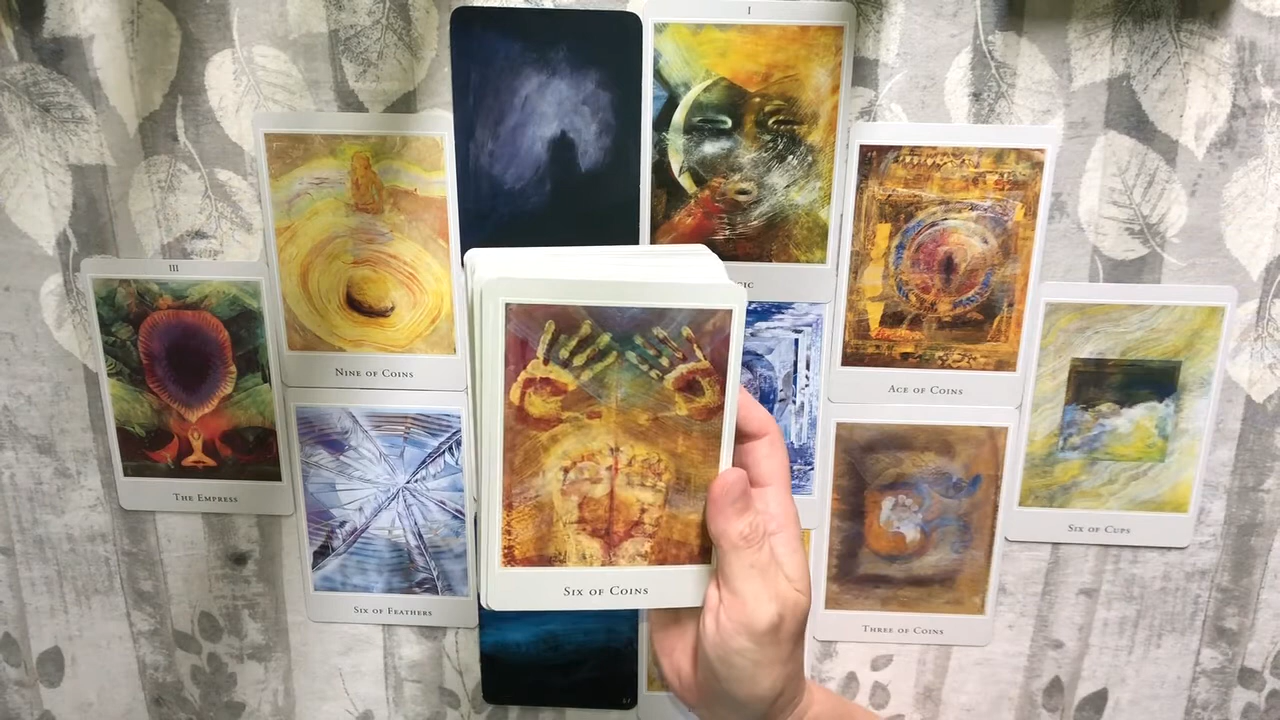 I
NINE OF COINS
ACE OF COINS
III
THE EMPRESS
SIX OF CUPS
SIX OF COINS
SIX OF FEATHERS
THREE OF COINS